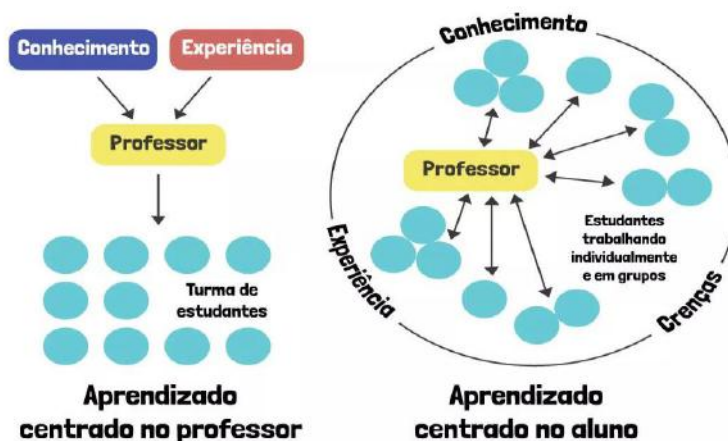 Conhecimento
Experiência
Professor
Turma de
estudantes
Aprendizado
centrado no professor
Conhecimento
Professor
Estudantes
trabalhando
individualmente
e em grupos
Experiência
Crenças
Aprendizado
centrado no aluno